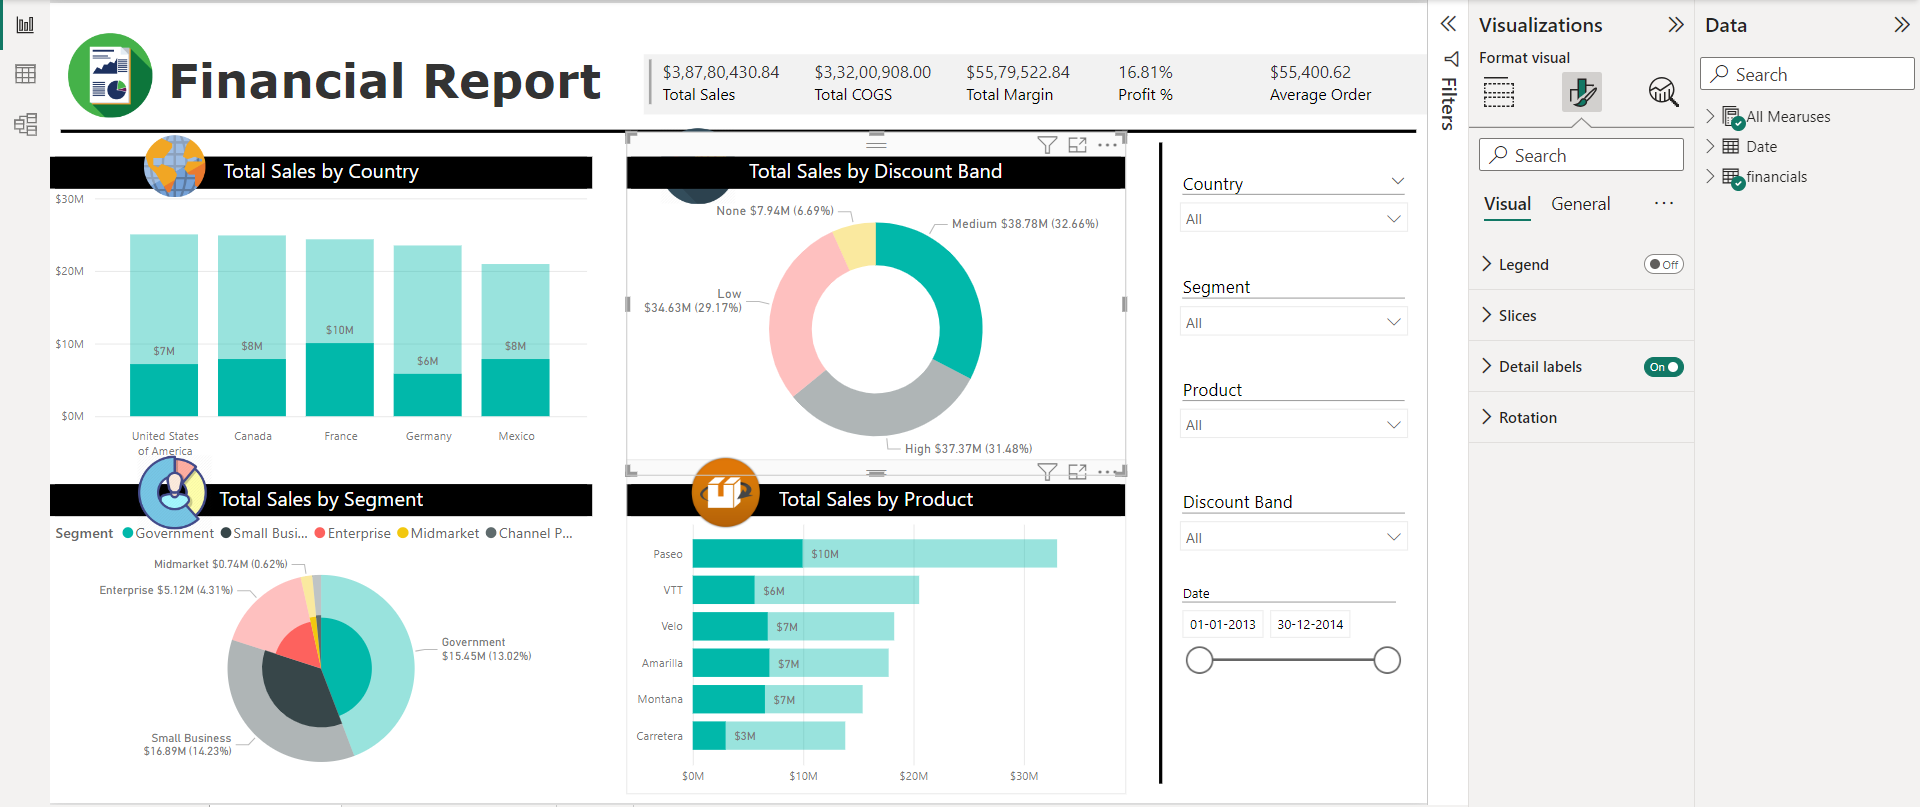 Financial Report
$3,87,80,430.84
Total Sales
$3,32,00,908.00
Total COGS
$55,79,522.84
Total Margin
16.81%
Profit %
$55,400.62
Average Order
Total Sales by Country
$30M
$20M
$10M
$0M
$7M
$8M
$10M
$6M
$8M
United States
of America
Canada
France
Germany
Mexico
Total Sales by Discount Band
None $7.94M (6.69%)
Medium $38.78M (32.66%)
Low
$34.63M (29.17%)
High $37.37M (31.48%)
Total Sales by Segment
Segment
Government
Small Busi...
Enterprise
Midmarket
Channel P...
Midmarket $0.74M (0.62%)
Enterprise $5.12M (4.31%)
Government
$15.45M (13.02%)
Small Business
$16.89M (14.23%)
Total Sales by Product
Paseo
$10M
VTT
$6M
Velo
$7M
Amarilla
$7M
Montana
$7M
Carretera
$3M
$0M
$10M
$20M
$30M
Country
All
Segment
All
Product
All
Discount Band
All
Date
01-01-2013
30-12-2014
Filters
Visualizations
Format visual
Search
Visual
General
Legend
Off
Slices
Detail labels
On
Rotation
Data
Search
All Mearuses
Date
financials